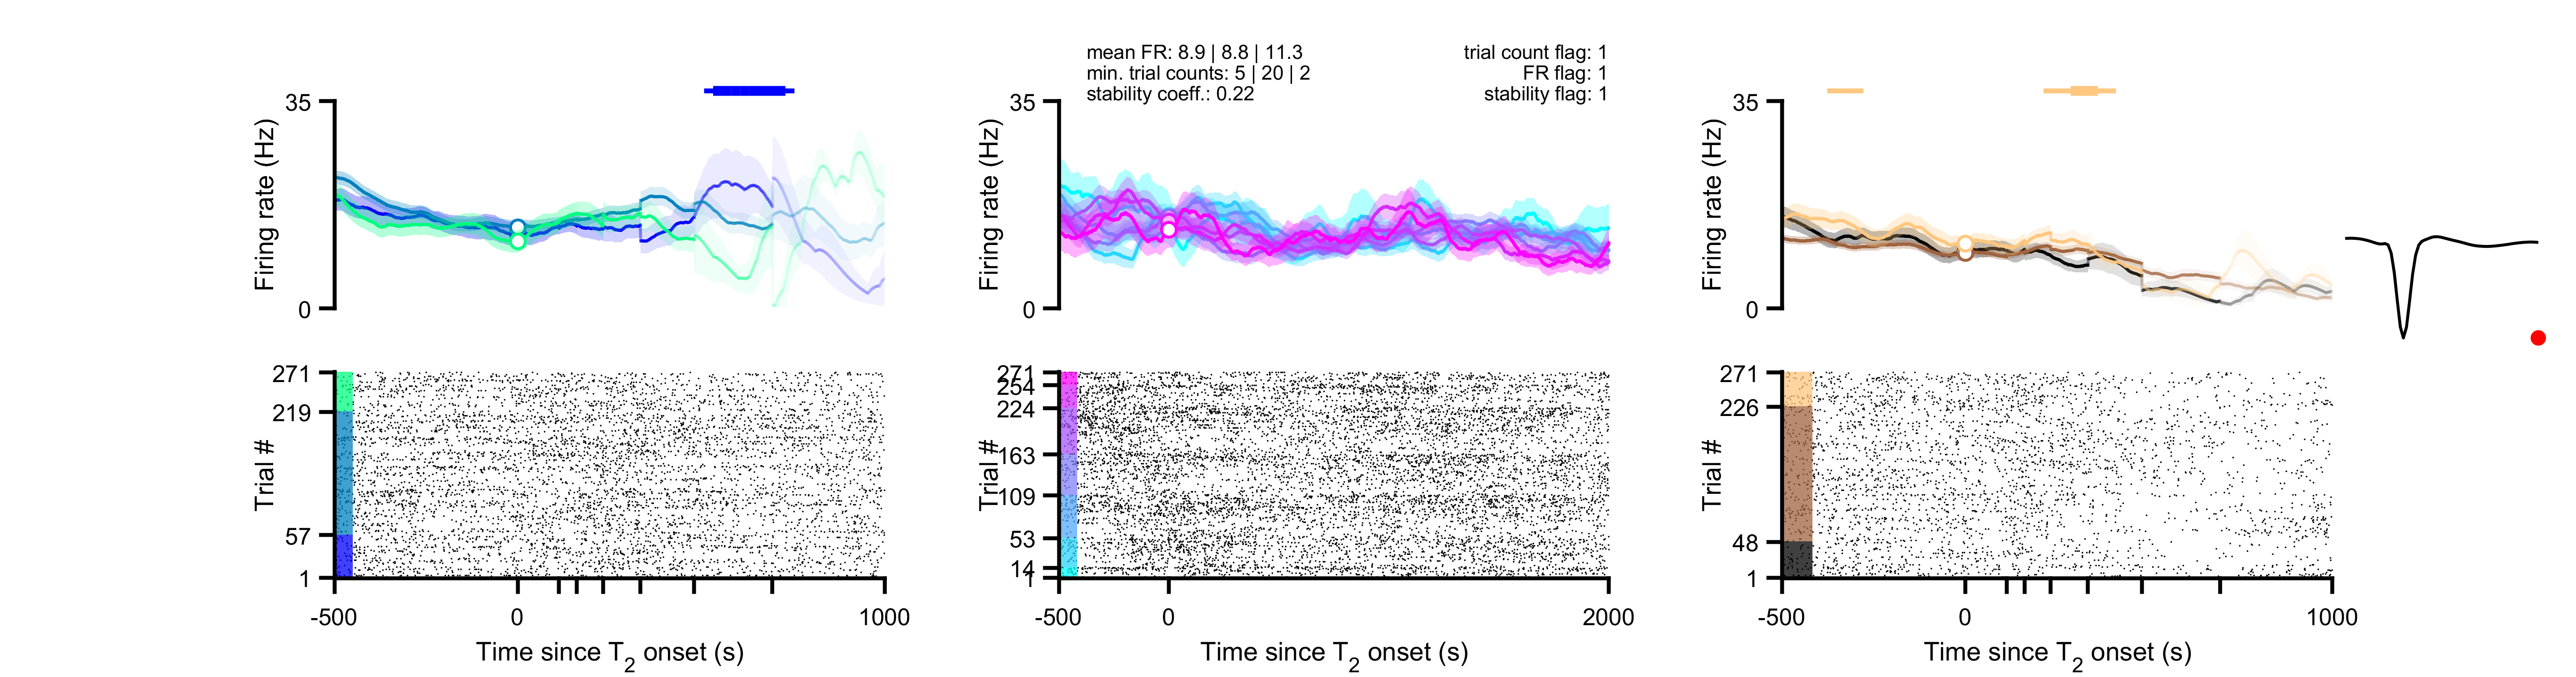 mean FR: 8.9 | 8.8 | 11.3
min. trial counts: 5 | 20 | 2
stability coeff.: 0.22
trial count flag: 1
FR flag: 1
stability flag: 1
35
0
Firing rate (Hz)
271
219
57
1
Trial #
-500
0
1000
Time since T2 onset (s)
35
0
Firing rate (Hz)
271
254
224
163
109
53
14
1
Trial #
-500
0
2000
Time since T2 onset (s)
35
0
Firing rate (Hz)
271
226
48
1
Trial #
-500
0
1000
Time since T2 onset (s)